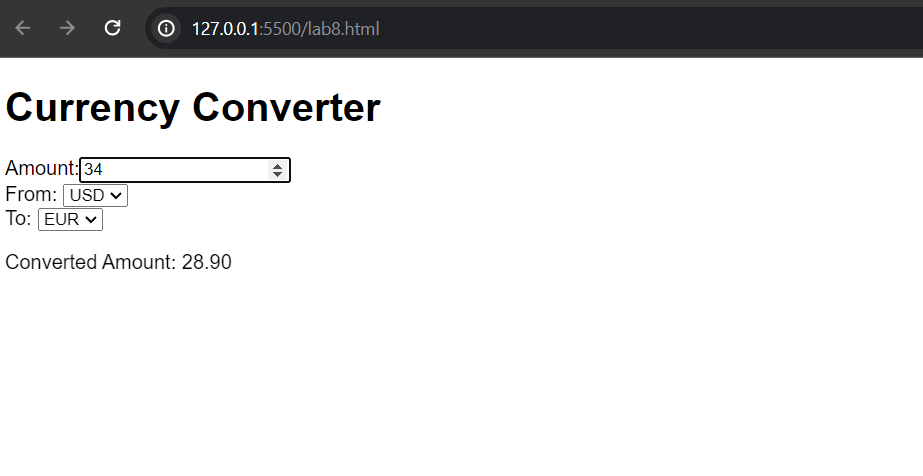 127.0.0.1:5500/lab8.html
Currency Converter
Amount:34
From: USD
To: EUR
Converted Amount: 28.90